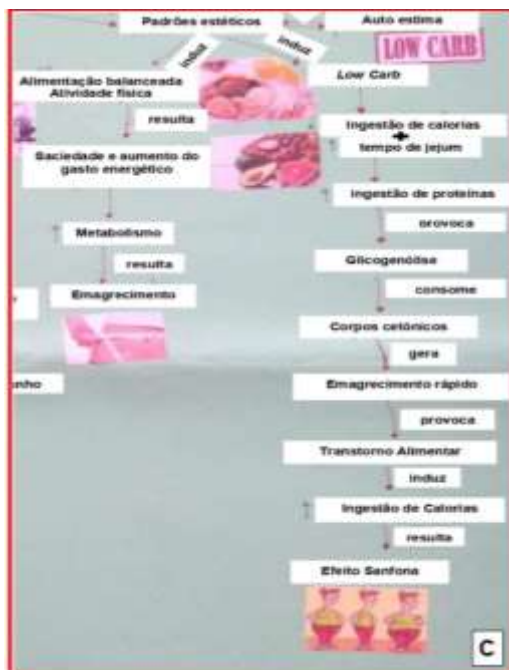 Padrões estéticos
Auto estima
induz
induz
LOW CARB
Alimentação balanceada
Atividade física
Low Carb
resulta
Ingestão de calorias
tempo de jejum
Saciedade e aumento do
gasto energético
ingestão de proteínas
provoca
Metabolismo
Glicogenólise
resulta
consome
Emagrecimento
Corpos cetônicos
gera
Emagrecimento rápido
provoca
Transtorno Alimentar
induz
Ingestão de Calorias
resulta
Efeito Sanfona
C